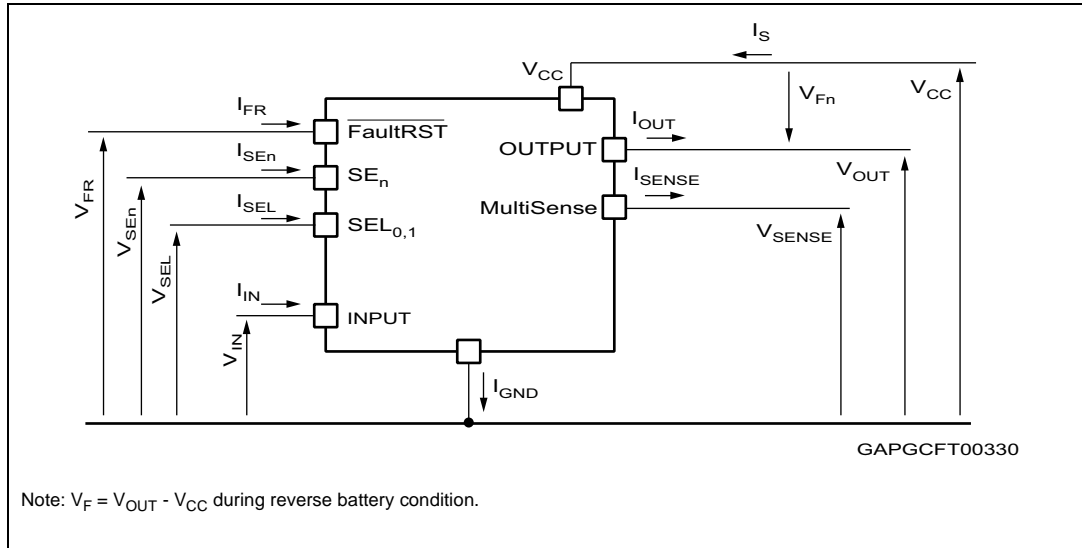 I_S
V_CC
V_Fn
V_CC
I_FR
FaultRST
I_OUT
OUTPUT
I_SEn
SE_n
I_SENSE
MultiSense
V_OUT
V_FR
V_SEn
I_SEL
SEL_0,1
V_SEL
V_SENSE
I_IN
INPUT
V_IN
I_GND
GAPGCFT00330
Note: V_F = V_OUT - V_CC during reverse battery condition.